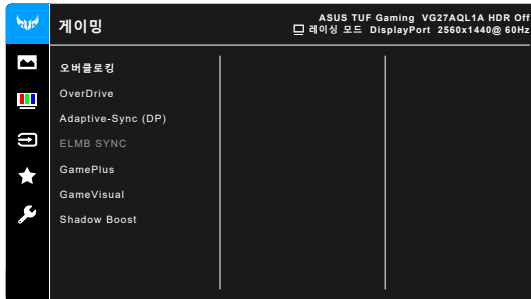 게이밍
ASUS TUF Gaming VG27AQL1A HDR Off
레이싱 모드 DisplayPort 2560x1440@ 60Hz
오버클로킹
OverDrive
Adaptive-Sync (DP)
ELMB SYNC
GamePlus
GameVisual
Shadow Boost